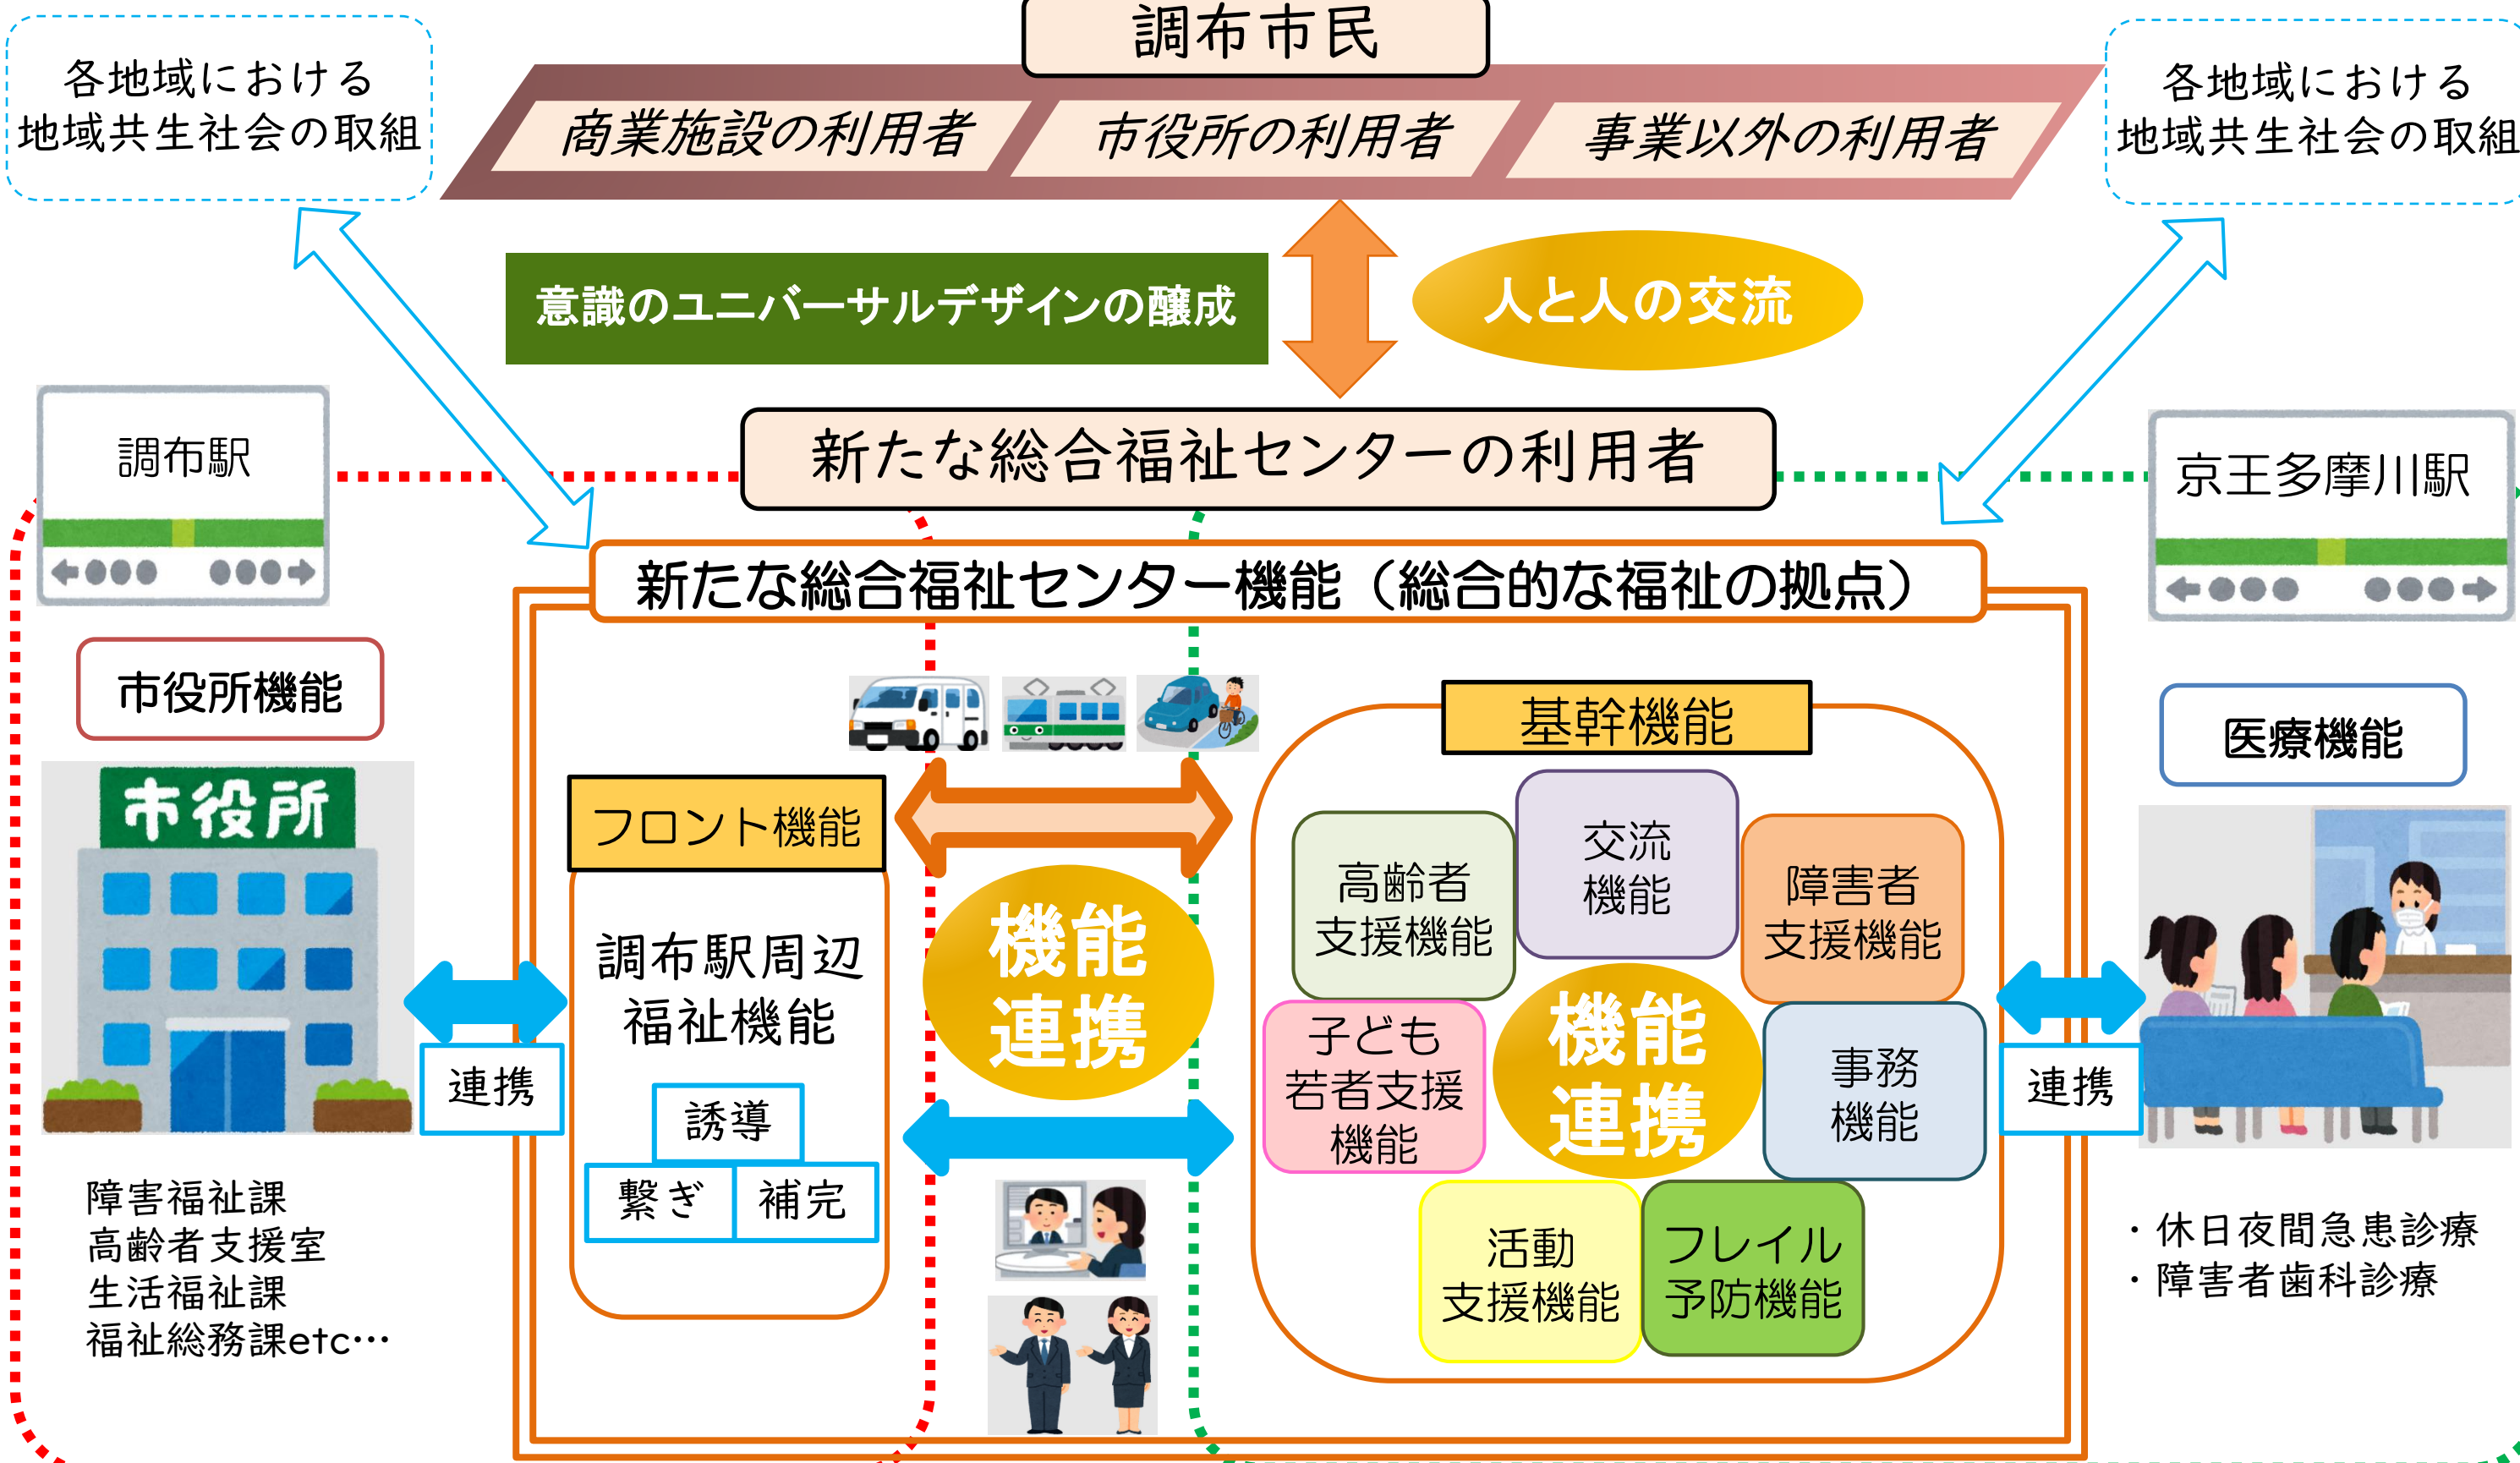 調布市民
各地域における
地域共生社会の取組
商業施設の利用者
市役所の利用者
事業以外の利用者
各地域における
地域共生社会の取組
意識のユニバーサルデザインの醸成
人と人の交流
調布駅
新たな総合福祉センターの利用者
京王多摩川駅
新たな総合福祉センター機能（総合的な福祉の拠点）
市役所機能
市役所
連携
障害福祉課
高齢者支援室
生活福祉課
福祉総務課etc…
フロント機能
調布駅周辺
福祉機能
誘導
繋ぎ
補完
機能
連携
基幹機能
交流
機能
高齢者
支援機能
障害者
支援機能
機能
連携
子ども
若者支援
機能
事務
機能
活動
支援機能
フレイル
予防機能
医療機能
連携
・休日夜間急患診療
・障害者歯科診療